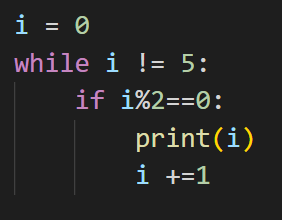 i = 0
while i != 5:
    if i%2==0:
        print(i)
        i +=1